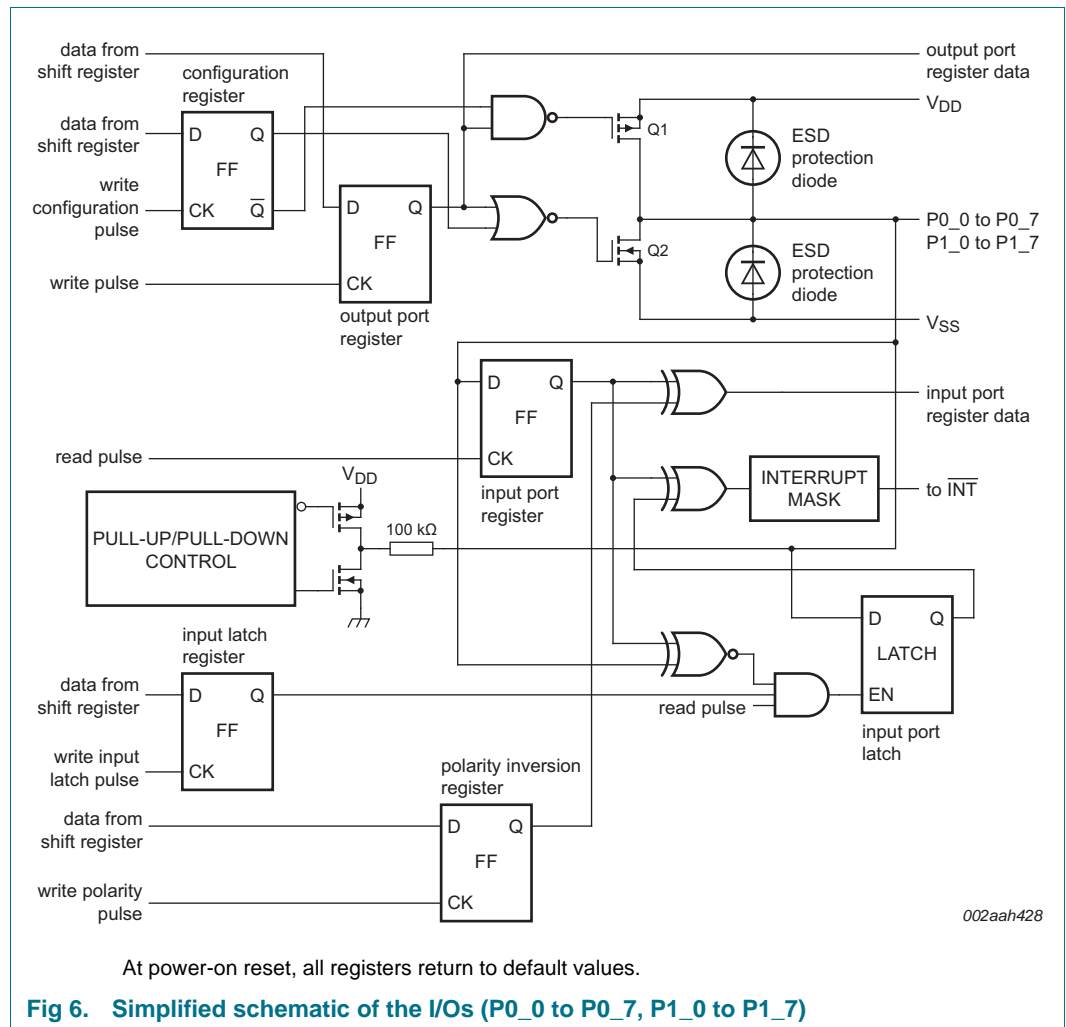 data from
shift register
configuration
register
output port
register data
data from
shift register
D
Q
FF
CK
Q
write
configuration
pulse
VDD
Q1
ESD
protection
diode
D
Q
FF
CK
P0_0 to P0_7
P1_0 to P1_7
Q2
ESD
protection
diode
write pulse
output port
register
VSS
D
Q
FF
CK
input port
register data
read pulse
VDD
input port
register
INTERRUPT
MASK
to INT
PULL-UP/PULL-DOWN
CONTROL
100 kΩ
input latch
register
D
Q
LATCH
EN
data from
shift register
D
Q
FF
CK
read pulse
input port
latch
write input
latch pulse
polarity inversion
register
data from
shift register
D
Q
FF
CK
write polarity
pulse
002aah428
At power-on reset, all registers return to default values.
Fig 6. Simplified schematic of the I/Os (P0_0 to P0_7, P1_0 to P1_7)